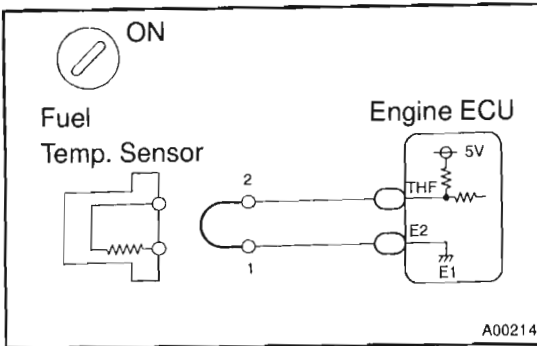 ON
Fuel
Temp. Sensor
Engine ECU
5V
2
THF
E2
1
E1
A00214